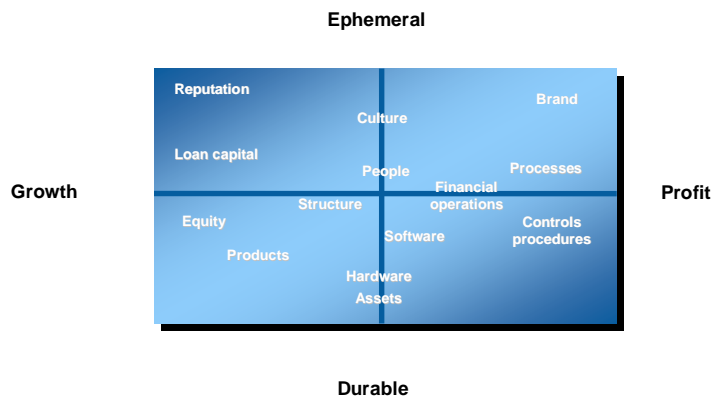 Ephemeral
Reputation
Brand
Culture
Loan capital
People
Processes
Growth
Financial
operations
Profit
Structure
Equity
Controls
procedures
Software
Products
Hardware
Assets
Durable